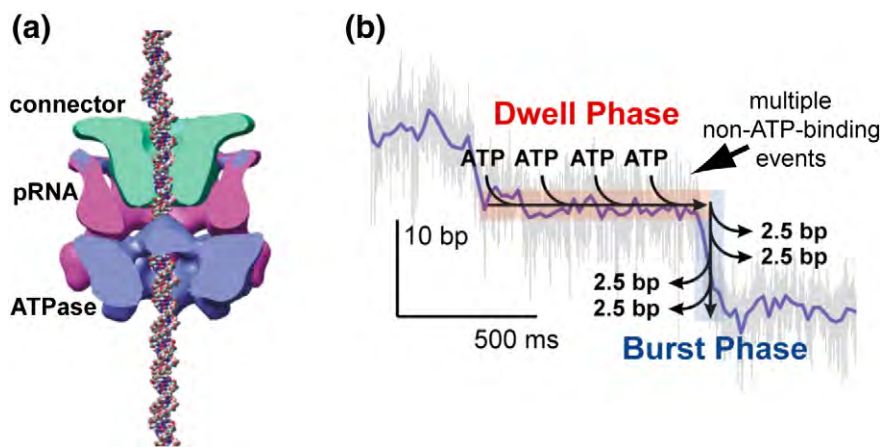 (a)
connector
pRNA
ATPase
(b)
Dwell Phase
multiple
non-ATP-binding
events
ATP ATP ATP ATP
10 bp
500 ms
2.5 bp
2.5 bp
2.5 bp
2.5 bp
Burst Phase